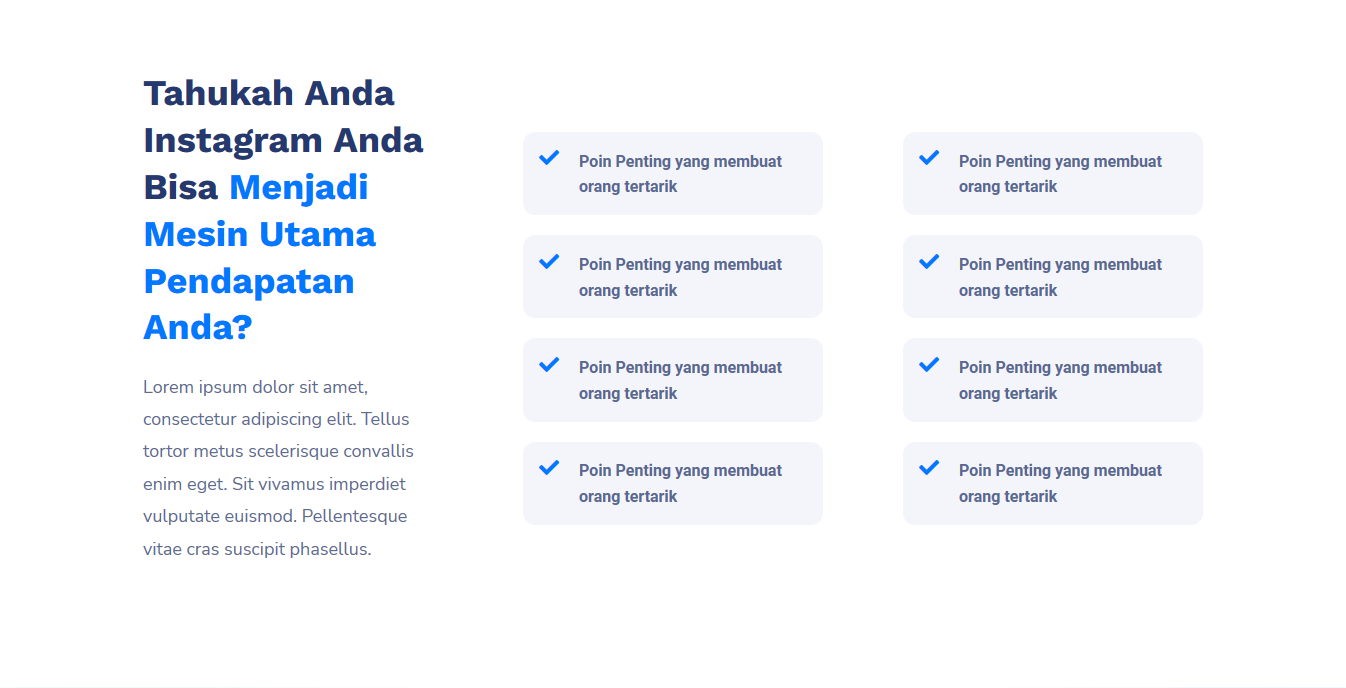 Tahukah Anda
Instagram Anda
Bisa Menjadi
Mesin Utama
Pendapatan
Anda?
Lorem ipsum dolor sit amet,
consectetur adipiscing elit. Tellus
tortor metus scelerisque convallis
enim eget. Sit vivamus imperdiet
vulputate euismod. Pellentesque
vitae cras suscipit phasellus.
Poin Penting yang membuat
orang tertarik
Poin Penting yang membuat
orang tertarik
Poin Penting yang membuat
orang tertarik
Poin Penting yang membuat
orang tertarik
Poin Penting yang membuat
orang tertarik
Poin Penting yang membuat
orang tertarik
Poin Penting yang membuat
orang tertarik
Poin Penting yang membuat
orang tertarik